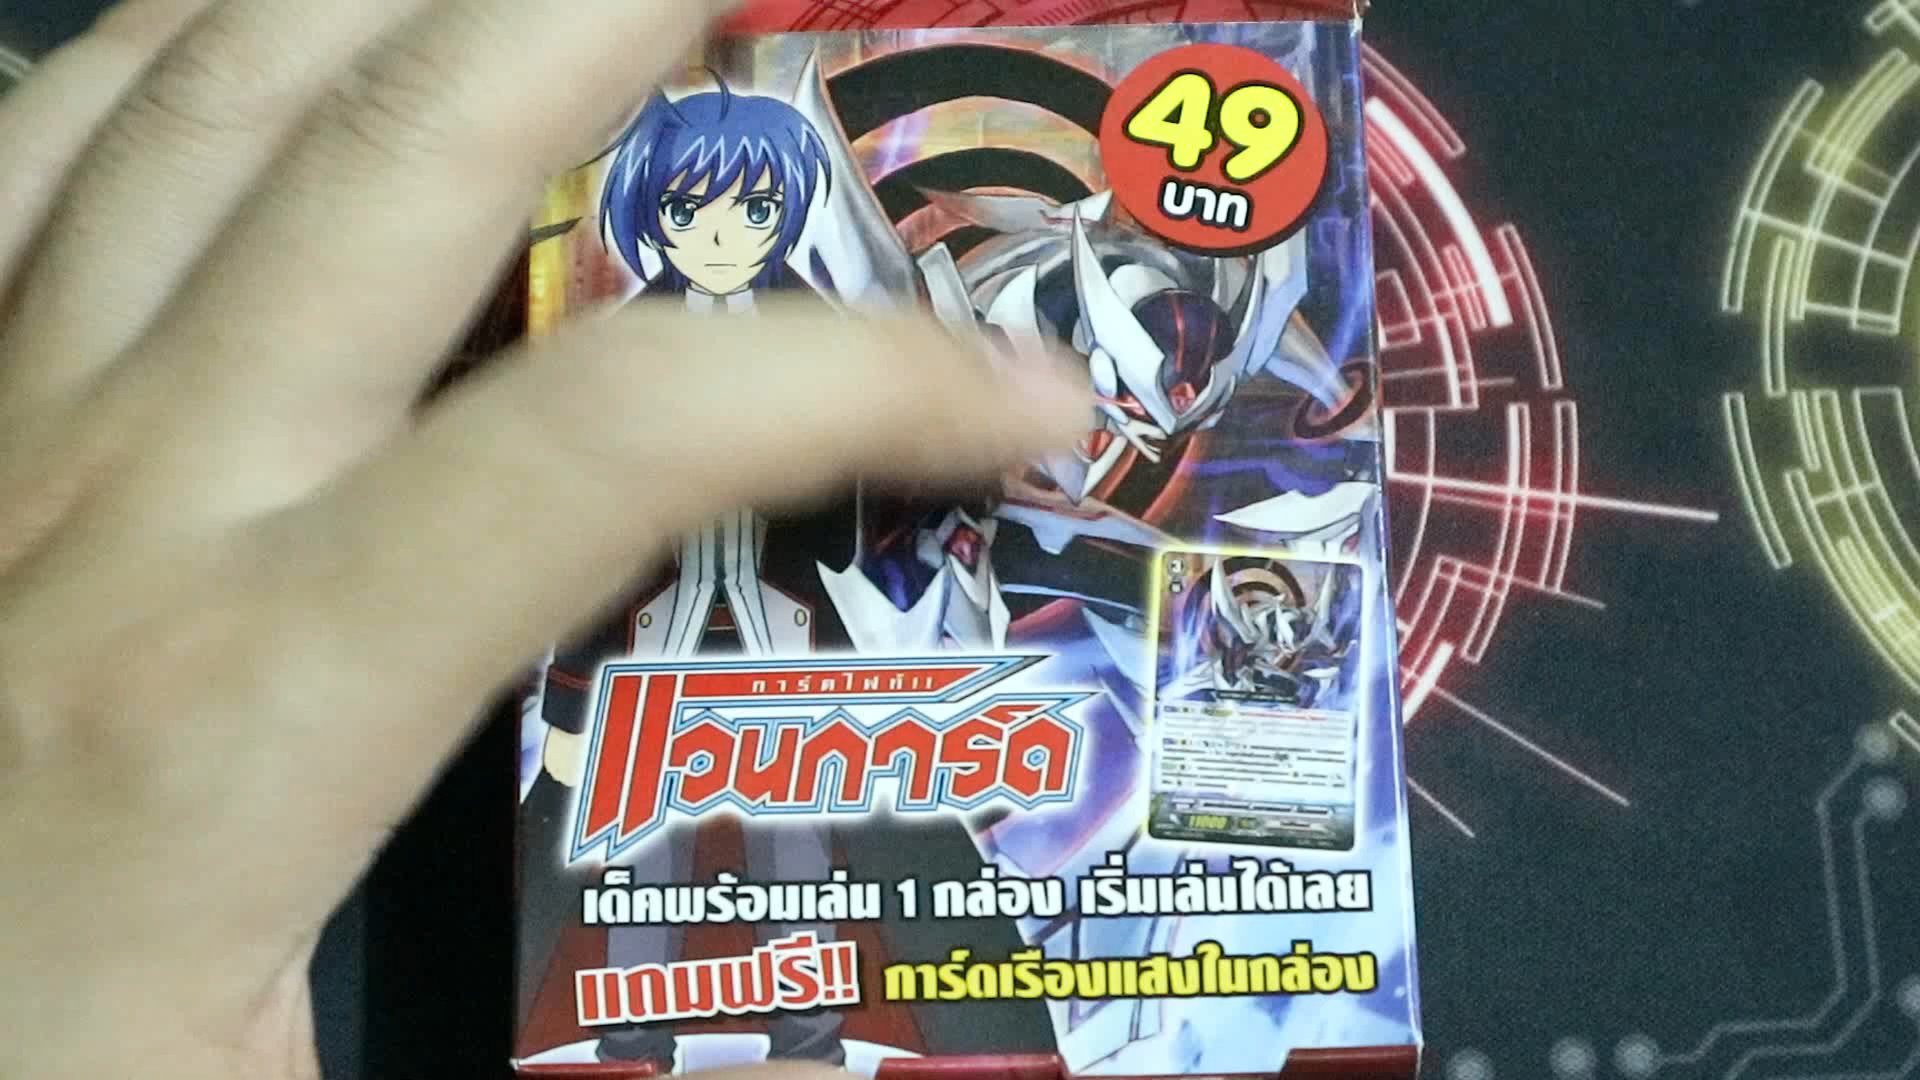 49
บาท
การ์ดไฟท์!!
แวนการ์ด
3
11000
เด็คพร้อมเล่น 1 กล่อง เริ่มเล่นได้เลย
แถมฟรี!! การ์ดเรืองแสงในกล่อง